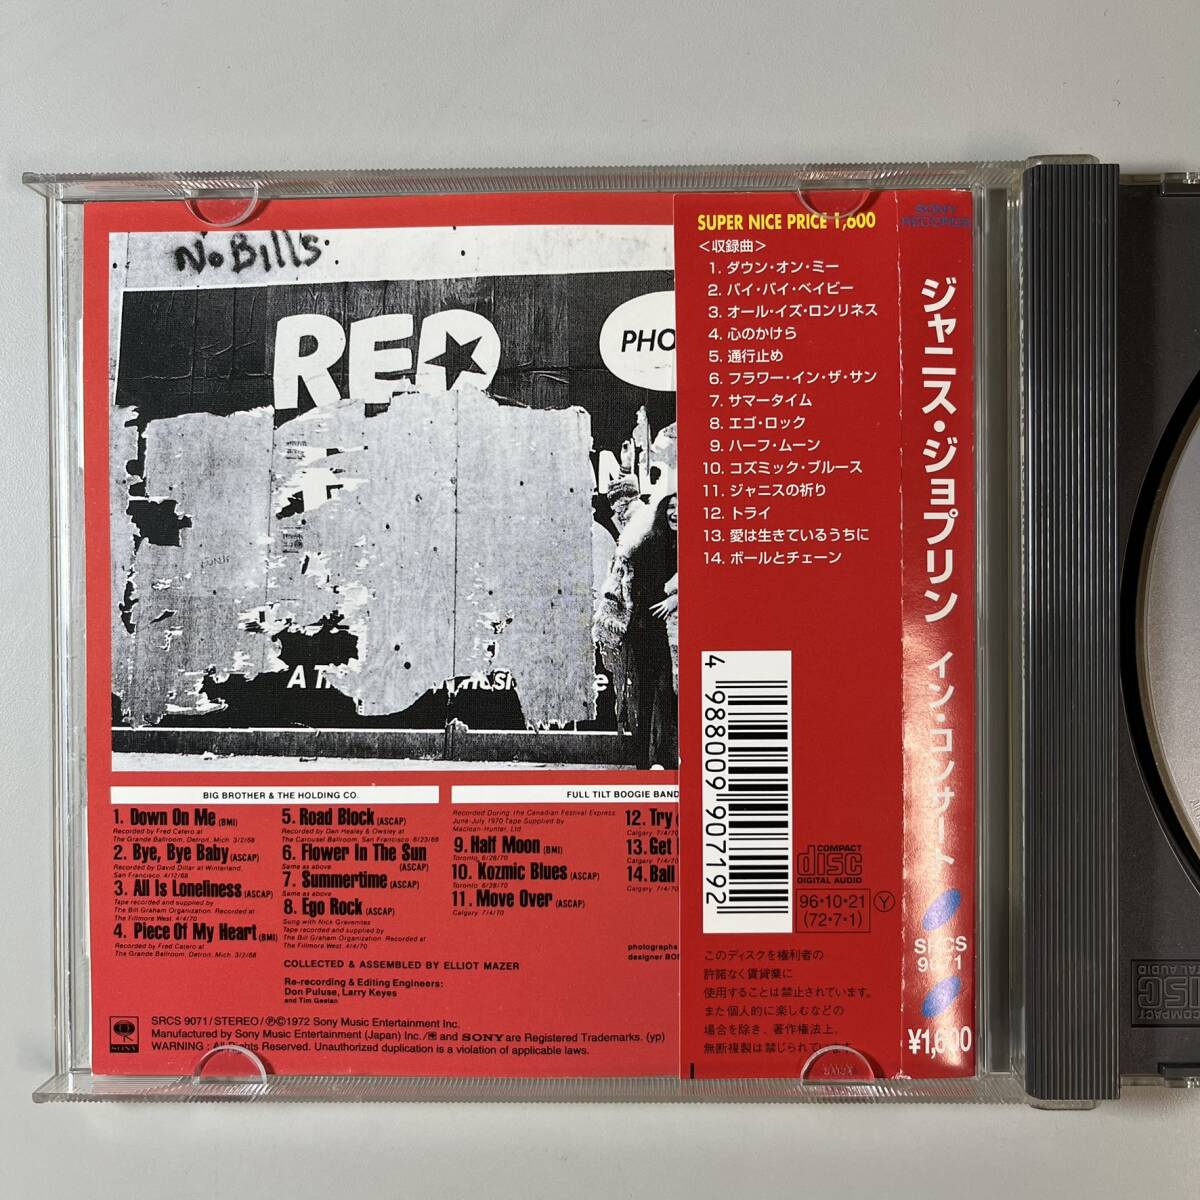 No Bills
RED
PHO
ND
A T
SUPER NICE PRICE 1,600
<収録曲>
1. ダウン・オン・ミー
2. バイ・バイ・ベイビー
3. オール・イズ・ロンリネス
4. 心のかけら
5. 通行止め
6. フラワー・イン・ザ・サン
7. サマータイム
8. エゴ・ロック
9. ハーフ・ムーン
10. コズミック・ブルース
11. ジャニスの祈り
12. トライ
13. 愛は生きているうちに
14. ボールとチェーン
4 988009 907192
COMPACT
disc
DIGITAL AUDIO
96・10・21
(72・7・1)
Y
このディスクを権利者の
許諾なく賃貸業に
使用することは禁止されています。
また個人的に楽しむなどの
場合を除き、著作権法上、
無断複製は禁じられています。
SONY
RECORDS
ジャニス・ジョプリン イン・コンサート
SRCS
9071
¥1,600
BIG BROTHER & THE HOLDING CO.
1. Down On Me (BMI)
Recorded by Fred Catero at
The Grande Ballroom, Detroit, Mich. 3/2/68
2. Bye, Bye Baby (ASCAP)
Recorded by David Dillar at Winterland,
San Francisco. 4/12/68
3. All Is Loneliness (ASCAP)
Tape recorded and supplied by
The Bill Graham Organization. Recorded at
The Fillmore West. 4/4/70
4. Piece Of My Heart (BMI)
Recorded by Fred Catero at
The Grande Ballroom, Detroit, Mich. 3/2/68
5. Road Block (ASCAP)
Recorded by Dan Healey & Owsley at
The Carousel Ballroom, San Francisco. 6/23/68
6. Flower In The Sun
(ASCAP)
Same as above
7. Summertime (ASCAP)
Same as above
8. Ego Rock (ASCAP)
Sung with Nick Gravenites
Tape recorded and supplied by
The Bill Graham Organization. Recorded at
The Fillmore West. 4/4/70
FULL TILT BOOGIE BAND
Recorded During the Canadian Festival Express
June-July 1970 Tape Supplied by
Maclean-Hunter, Ltd
9. Half Moon (BMI)
Toronto, 6/28/70
10. Kozmic Blues (ASCAP)
Toronto, 6/28/70
11. Move Over (ASCAP)
Calgary 7/4/70
12. Try
Calgary 7/4/70
13. Get
Calgary 7/4/70
14. Ball
Calgary 7/4/70
COLLECTED & ASSEMBLED BY ELLIOT MAZER
Re-recording & Editing Engineers:
Don Puluse, Larry Keyes
and Tim Geelan
photographs
designer
SONY
SRCS 9071/STEREO/℗©1972 Sony Music Entertainment Inc.
Manufactured by Sony Music Entertainment (Japan) Inc./ and SONY are Registered Trademarks. (yp)
WARNING : All Rights Reserved. Unauthorized duplication is a violation of applicable laws.